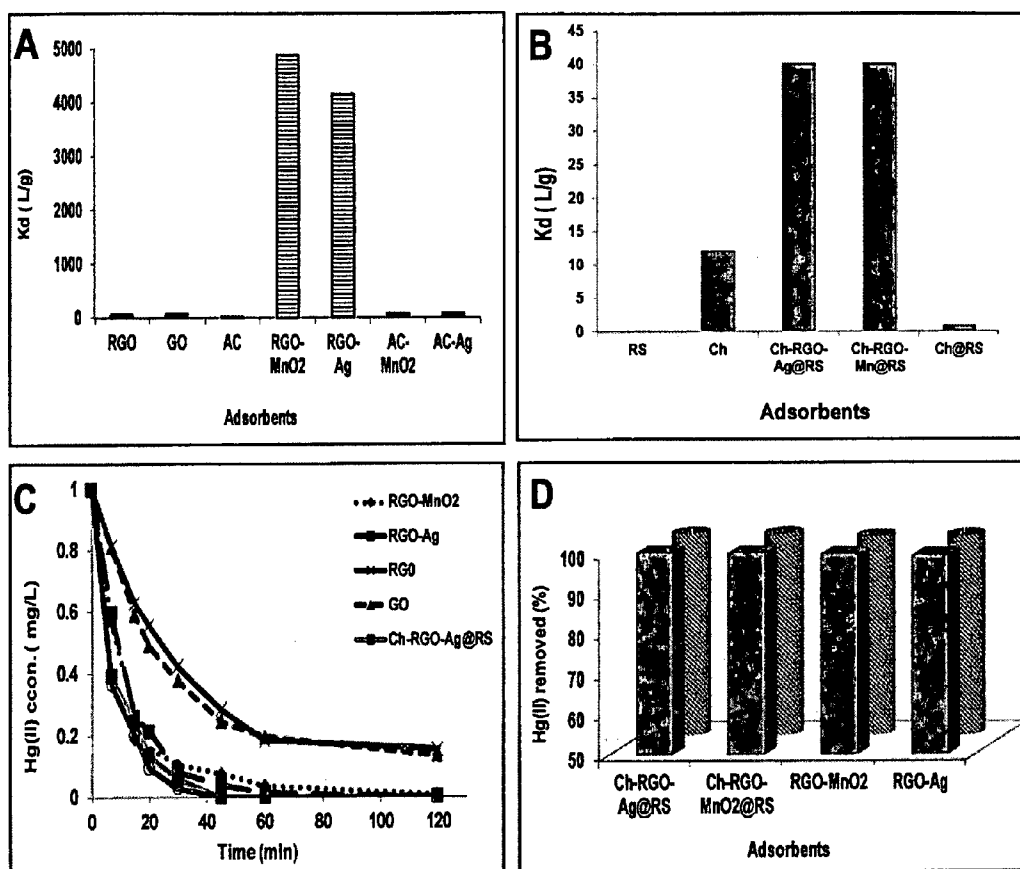 A
5000
4000
3000
2000
1000
0
Kd ( L/g)
RGO GO AC RGO-MnO2 RGO-Ag AC-MnO2 AC-Ag
Adsorbents
B
45
40
35
30
25
20
15
10
5
0
Kd ( L/g)
RS Ch Ch-RGO-Ag@RS Ch-RGO-Mn@RS Ch@RS
Adsorbents
C
1
0.8
0.6
0.4
0.2
0
Hg(II) ccon. ( mg/L)
RGO-MnO2
RGO-Ag
RG0
GO
Ch-RGO-Ag@RS
0 20 40 60 80 100 120
Time (min)
D
100
90
80
70
60
50
Hg(II) removed (%)
Ch-RGO-Ag@RS Ch-RGO-MnO2@RS RGO-MnO2 RGO-Ag
Adsorbents